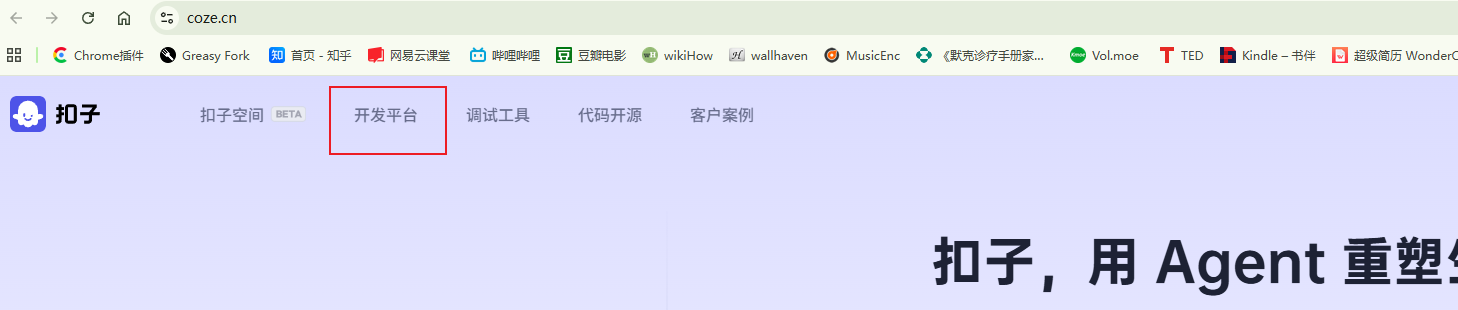 coze.cn
Chrome插件 Greasy Fork 首页 - 知乎 网易云课堂 哔哩哔哩 豆瓣电影 wikiHow wallhaven MusicEnc 《默克诊疗手册家... Vol.moe TED Kindle – 书伴 超级简历 WonderC
扣子 扣子空间 BETA 开发平台 调试工具 代码开源 客户案例
扣子，用 Agent 重塑